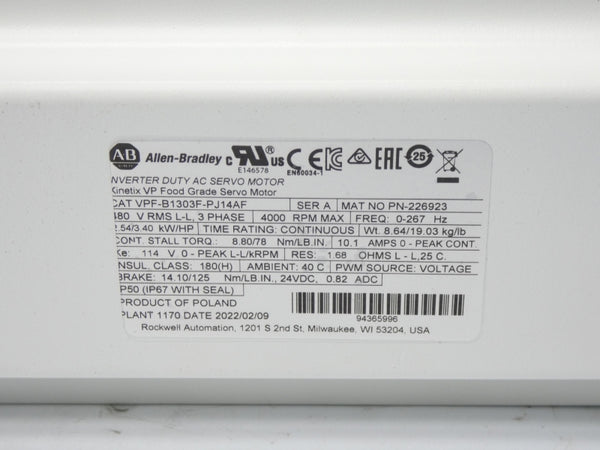 AB Allen-Bradley c RU ® US CE EAC 25
E146578 EN60034-1
NVERTER DUTY AC SERVO MOTOR
Kinetix VP Food Grade Servo Motor
CAT VPF-B1303F-PJ14AF SER A MAT NO PN-226923
480 V RMS L-L, 3 PHASE 4000 RPM MAX FREQ: 0-267 Hz
2.54/3.40 kW/HP TIME RATING: CONTINUOUS Wt. 8.64/19.03 kg/lb
CONT. STALL TORQ.: 8.80/78 Nm/LB.IN. 10.1 AMPS 0-PEAK CONT.
Ke: 114 V 0-PEAK L-L/kRPM RES: 1.68 OHMS L-L,25 C.
INSUL. CLASS: 180(H) AMBIENT: 40 C PWM SOURCE: VOLTAGE
BRAKE: 14.10/125 Nm/LB.IN., 24VDC, 0.82 ADC
IP50 (IP67 WITH SEAL)
PRODUCT OF POLAND
PLANT 1170 DATE 2022/02/09 94365996
Rockwell Automation, 1201 S 2nd St, Milwaukee, WI 53204, USA